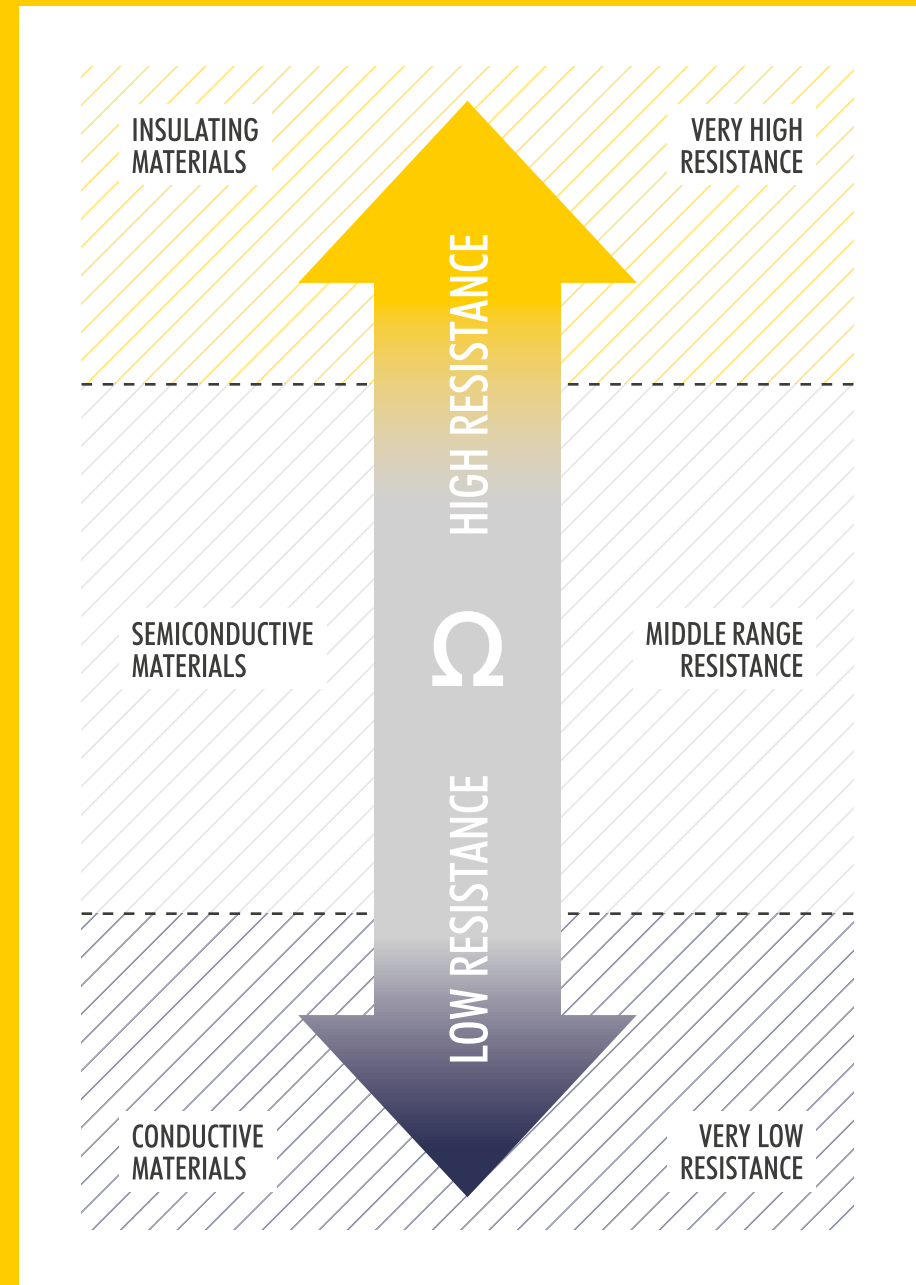 INSULATING
MATERIALS
VERY HIGH
RESISTANCE
HIGH RESISTANCE
SEMICONDUCTIVE
MATERIALS
Ω
MIDDLE RANGE
RESISTANCE
LOW RESISTANCE
CONDUCTIVE
MATERIALS
VERY LOW
RESISTANCE